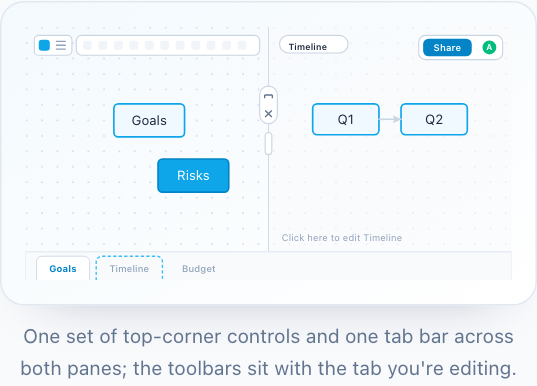 Timeline
Share
A
Goals
Q1
Q2
Risks
Click here to edit Timeline
Goals
Timeline
Budget
One set of top-corner controls and one tab bar across
both panes; the toolbars sit with the tab you're editing.